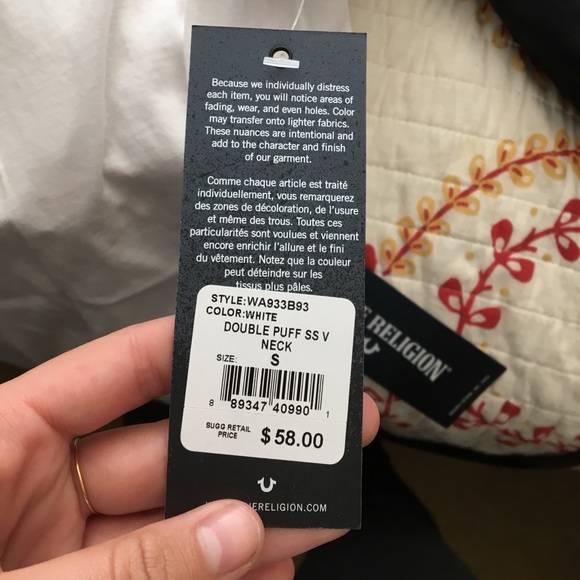 Because we individually distress
each item, you will notice areas of
fading, wear, and even holes. Color
may transfer onto lighter fabrics.
These nuances are intentional and
add to the character and finish
of our garment.
Comme chaque article est traité
individuellement, vous remarquerez
des zones de décoloration, de l'usure
et même des trous. Toutes ces
particularités sont voulues et viennent
encore enrichir l'allure et le fini
du vêtement. Notez que la couleur
peut déteindre sur les
tissus plus pâles.
STYLE:WA933B93
COLOR:WHITE
DOUBLE PUFF SS V
NECK
SIZE: S
8 89347 40990 1
SUGG RETAIL
PRICE
$58.00
RELIGION.COM
RELIGION